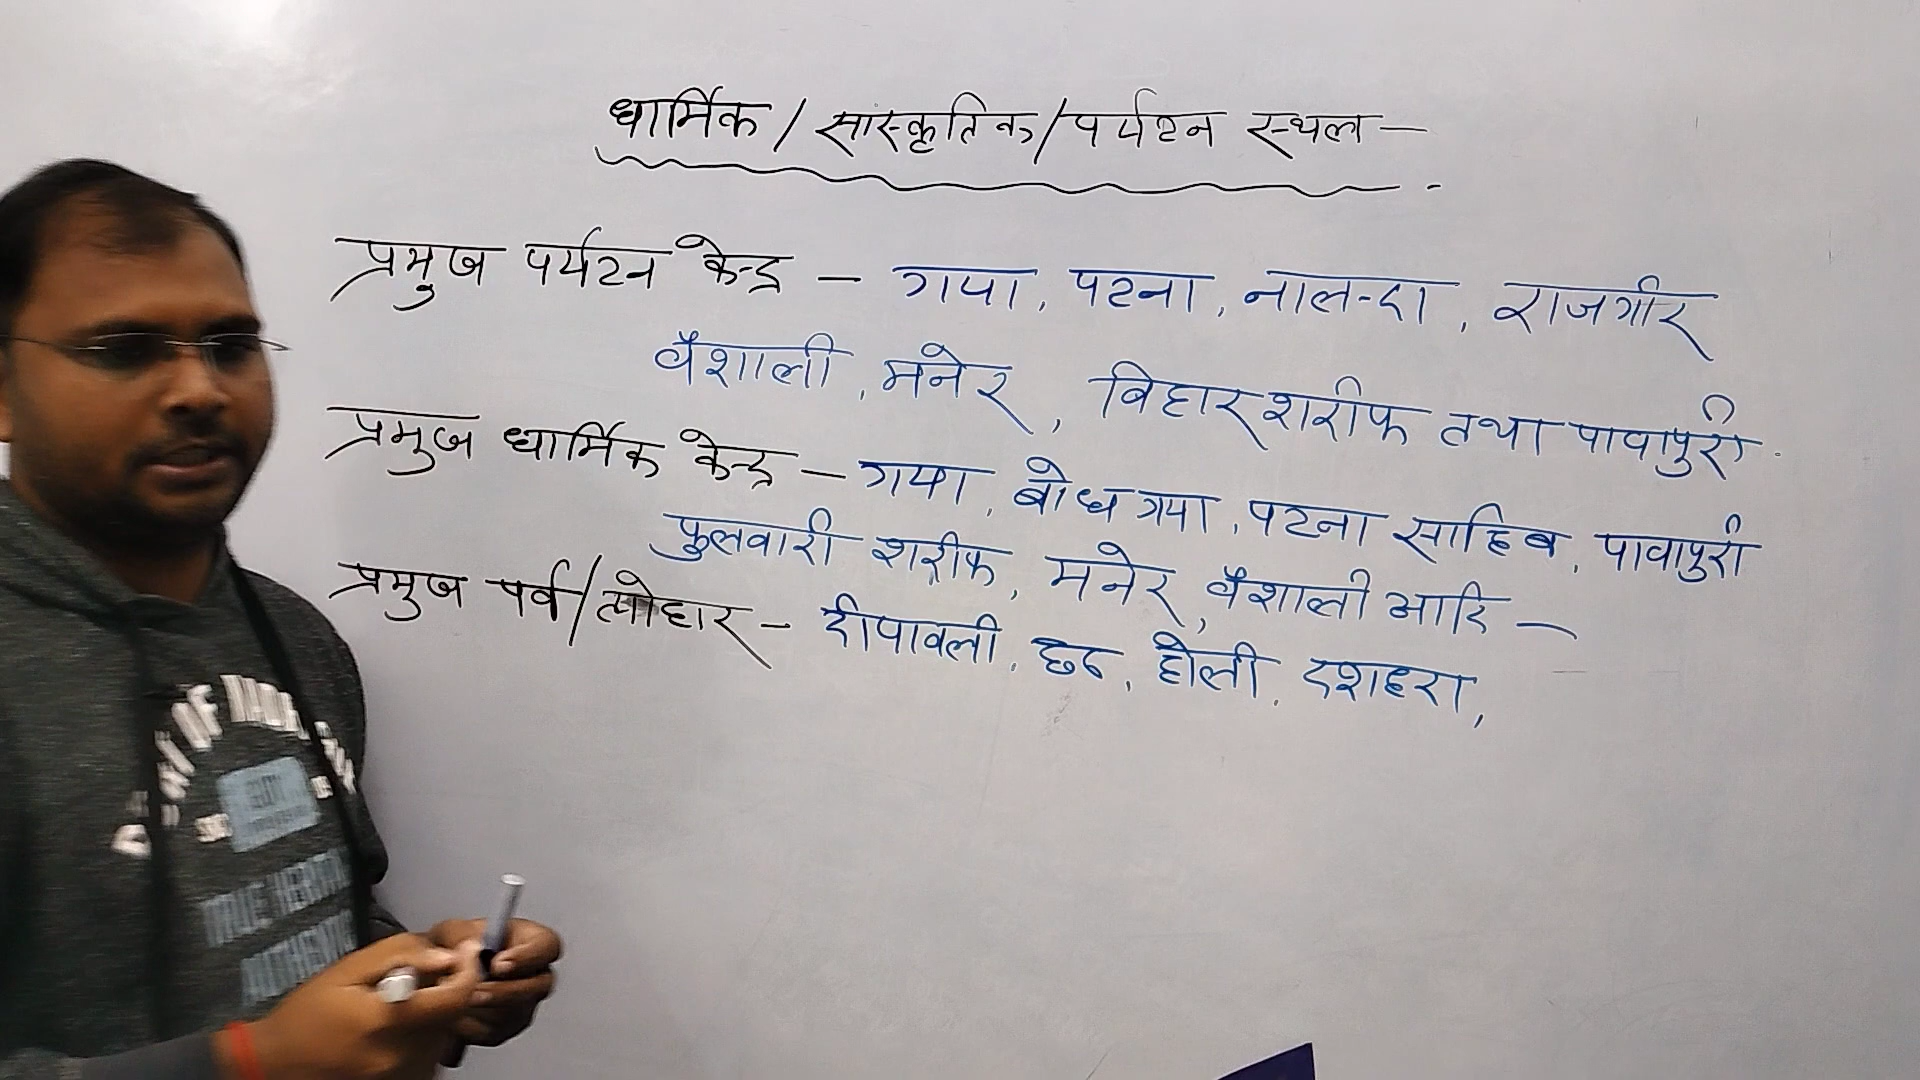 धार्मिक / सांस्कृतिक / पर्यटन स्थल -
प्रमुख पर्यटन केन्द्र - गया, पटना, नालन्दा, राजगीर
वैशाली, मनेर, बिहारशरीफ तथा पावापुरी.
प्रमुख धार्मिक केन्द्र - गया, बोधगया, पटना साहिब, पावापुरी
फुलवारी शरीफ, मनेर, वैशाली आदि -
प्रमुख पर्व/त्योहार - दीपावली, छठ, होली, दशहरा,